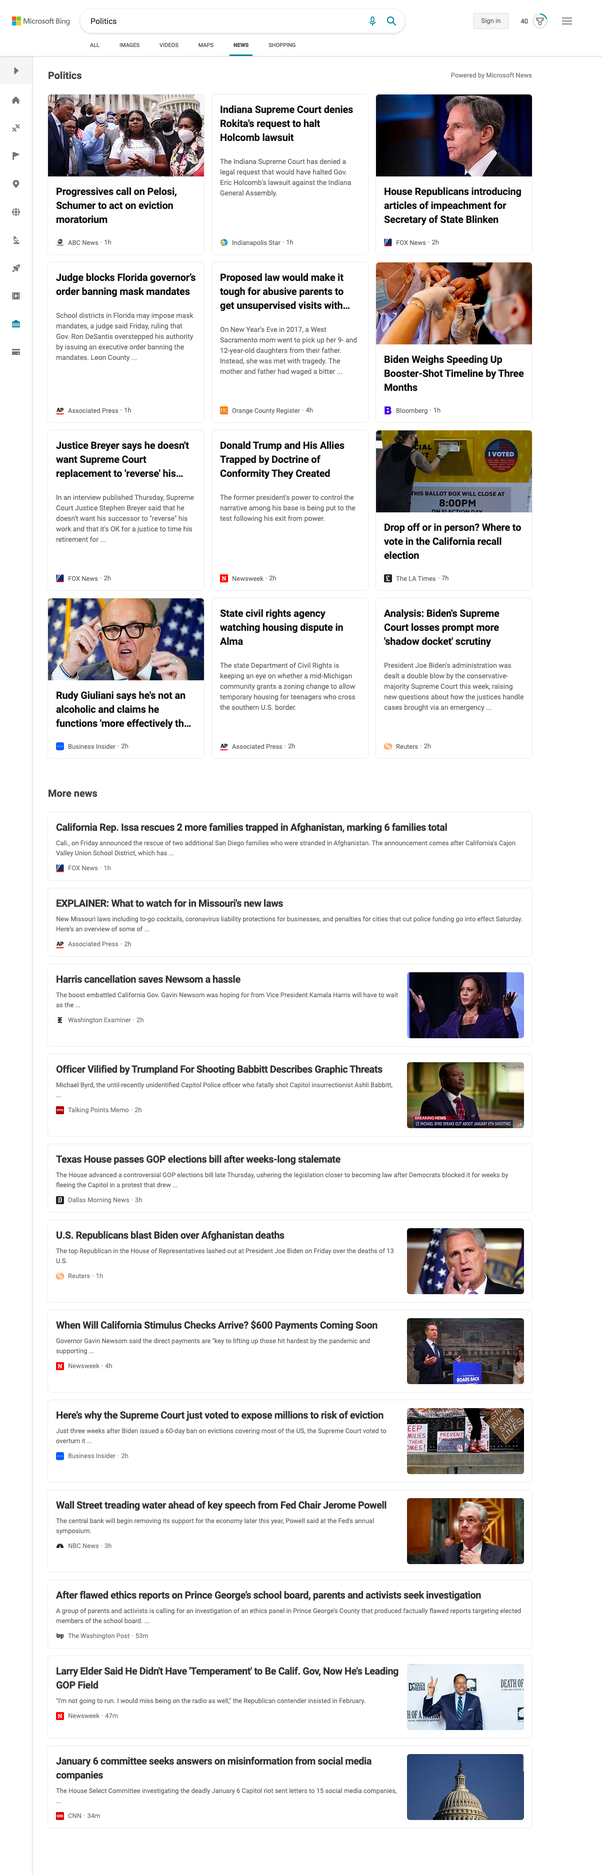 Microsoft Bing
Politics
Sign in
40
ALL IMAGES VIDEOS MAPS NEWS SHOPPING
Politics
Powered by Microsoft News
Progressives call on Pelosi,
Schumer to act on eviction
moratorium
ABC News · 1h
Indiana Supreme Court denies
Rokita's request to halt
Holcomb lawsuit
The Indiana Supreme Court has denied a
legal request that would have halted Gov.
Eric Holcomb's lawsuit against the Indiana
General Assembly.
Indianapolis Star · 1h
House Republicans introducing
articles of impeachment for
Secretary of State Blinken
FOX News · 2h
Judge blocks Florida governor's
order banning mask mandates
School districts in Florida may impose mask
mandates, a judge said Friday, ruling that
Gov. Ron DeSantis overstepped his authority
by issuing an executive order banning the
mandates. Leon County ...
AP Associated Press · 1h
Proposed law would make it
tough for abusive parents to
get unsupervised visits with...
On New Year's Eve in 2017, a West
Sacramento mom went to pick up her 9- and
12-year-old daughters from their father.
Instead, she was met with tragedy. The
mother and father had waged a bitter ...
Orange County Register · 4h
Biden Weighs Speeding Up
Booster-Shot Timeline by Three
Months
B Bloomberg · 1h
Justice Breyer says he doesn't
want Supreme Court
replacement to 'reverse' his...
In an interview published Thursday, Supreme
Court Justice Stephen Breyer said that he
doesn't want his successor to "reverse" his
work and that it's OK for a justice to time his
retirement for ...
FOX News · 2h
Donald Trump and His Allies
Trapped by Doctrine of
Conformity They Created
The former president's power to control the
narrative among his base is being put to the
test following his exit from power.
N Newsweek · 2h
I VOTED
THIS BALLOT BOX WILL CLOSE AT
8:00PM
Drop off or in person? Where to
vote in the California recall
election
The LA Times · 7h
Rudy Giuliani says he's not an
alcoholic and claims he
functions 'more effectively th...
Business Insider · 2h
State civil rights agency
watching housing dispute in
Alma
The state Department of Civil Rights is
keeping an eye on whether a mid-Michigan
community grants a zoning change to allow
temporary housing for teenagers who cross
the southern U.S. border.
AP Associated Press · 2h
Analysis: Biden's Supreme
Court losses prompt more
'shadow docket' scrutiny
President Joe Biden's administration was
dealt a double blow by the conservative-
majority Supreme Court this week, raising
new questions about how the justices handle
cases brought via an emergency ...
Reuters · 2h
More news
California Rep. Issa rescues 2 more families trapped in Afghanistan, marking 6 families total
Cali., on Friday announced the rescue of two additional San Diego families who were stranded in Afghanistan. The announcement comes after California's Cajon
Valley Union School District, which has ...
FOX News · 1h
EXPLAINER: What to watch for in Missouri's new laws
New Missouri laws including to-go cocktails, coronavirus liability protections for businesses, and penalties for cities that cut police funding go into effect Saturday.
Here's an overview of some of ...
AP Associated Press · 2h
Harris cancellation saves Newsom a hassle
The boost embattled California Gov. Gavin Newsom was hoping for from Vice President Kamala Harris will have to wait
as the ...
Washington Examiner · 2h
Officer Vilified by Trumpland For Shooting Babbitt Describes Graphic Threats
Michael Byrd, the until-recently unidentified Capitol Police officer who fatally shot Capitol insurrectionist Ashli Babbitt,
...
Talking Points Memo · 2h
BREAKING NEWS
LT. MICHAEL BYRD SPEAKS OUT ABOUT JANUARY 6TH SHOOTING
Texas House passes GOP elections bill after weeks-long stalemate
The House advanced a controversial GOP elections bill late Thursday, ushering the legislation closer to becoming law after Democrats blocked it for weeks by
fleeing the Capitol in a protest that drew ...
Dallas Morning News · 3h
U.S. Republicans blast Biden over Afghanistan deaths
The top Republican in the House of Representatives lashed out at President Joe Biden on Friday over the deaths of 13
U.S.
Reuters · 1h
When Will California Stimulus Checks Arrive? $600 Payments Coming Soon
Governor Gavin Newsom said the direct payments are "key to lifting up those hit hardest by the pandemic and
supporting ...
N Newsweek · 4h
ROARS BACK
Here's why the Supreme Court just voted to expose millions to risk of eviction
Just three weeks after Biden issued a 60-day ban on evictions covering most of the US, the Supreme Court voted to
overturn it ...
Business Insider · 2h
Wall Street treading water ahead of key speech from Fed Chair Jerome Powell
The central bank will begin removing its support for the economy later this year, Powell said at the Fed's annual
symposium.
NBC News · 3h
After flawed ethics reports on Prince George's school board, parents and activists seek investigation
A group of parents and activists is calling for an investigation of an ethics panel in Prince George's County that produced factually flawed reports targeting elected
members of the school board. ...
wp The Washington Post · 53m
Larry Elder Said He Didn't Have 'Temperament' to Be Calif. Gov, Now He's Leading
GOP Field
"I'm not going to run. I would miss being on the radio as well," the Republican contender insisted in February.
N Newsweek · 47m
January 6 committee seeks answers on misinformation from social media
companies
The House Select Committee investigating the deadly January 6 Capitol riot sent letters to 15 social media companies,
...
CNN CNN · 34m